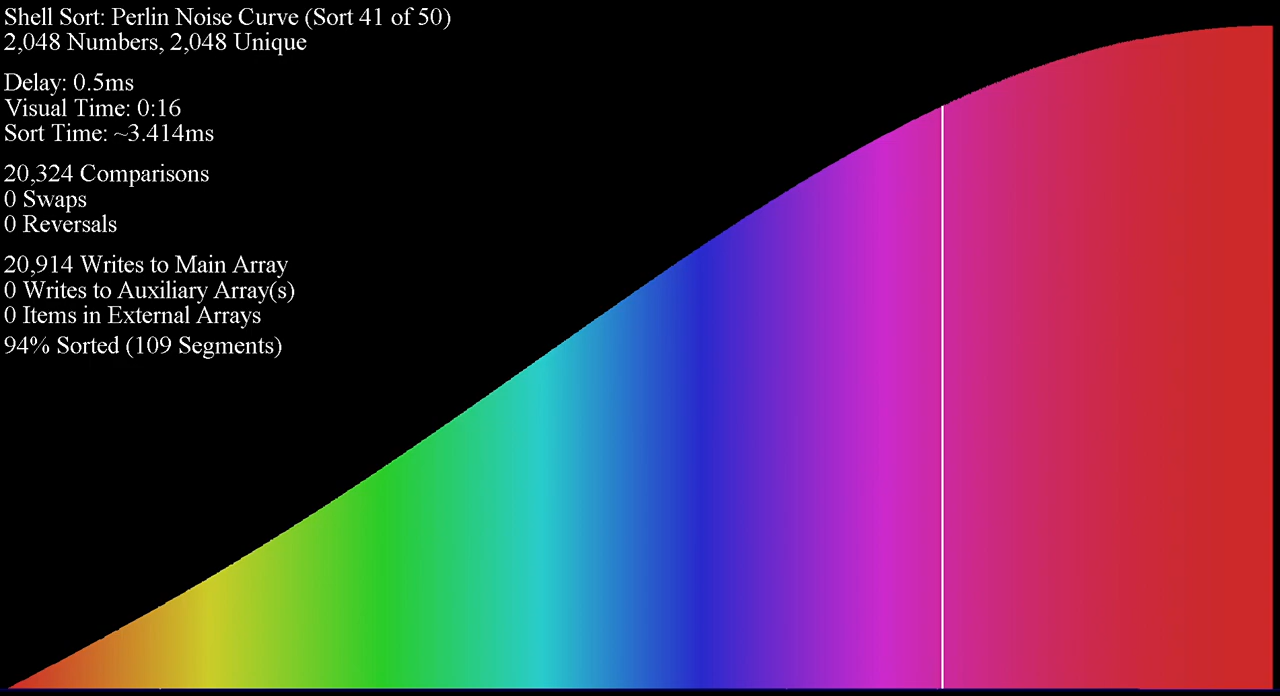 Shell Sort: Perlin Noise Curve (Sort 41 of 50)
2,048 Numbers, 2,048 Unique
Delay: 0.5ms
Visual Time: 0:16
Sort Time: ~3.414ms
20,324 Comparisons
0 Swaps
0 Reversals
20,914 Writes to Main Array
0 Writes to Auxiliary Array(s)
0 Items in External Arrays
94% Sorted (109 Segments)